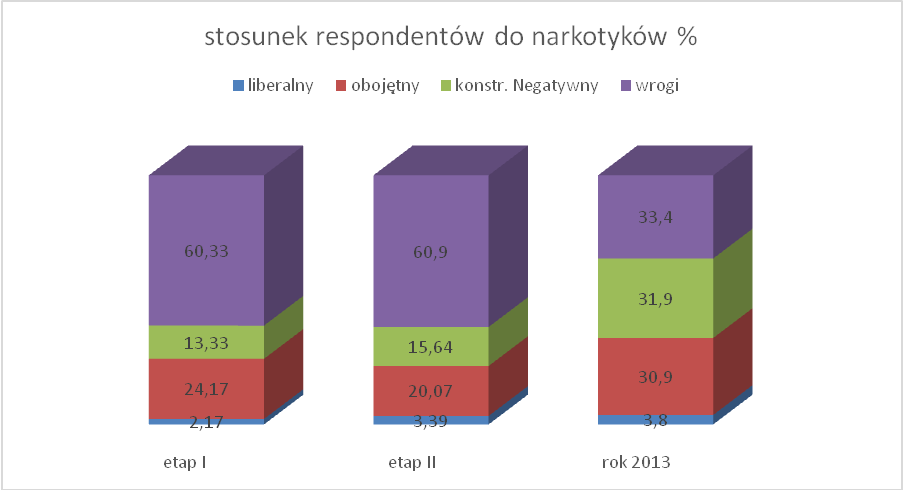 stosunek respondentów do narkotyków %
liberalny obojętny konstr. Negatywny wrogi
60,33 60,9 33,4
13,33 15,64 31,9
24,17 20,07 30,9
2,17 3,39 3,8
etap I etap II rok 2013